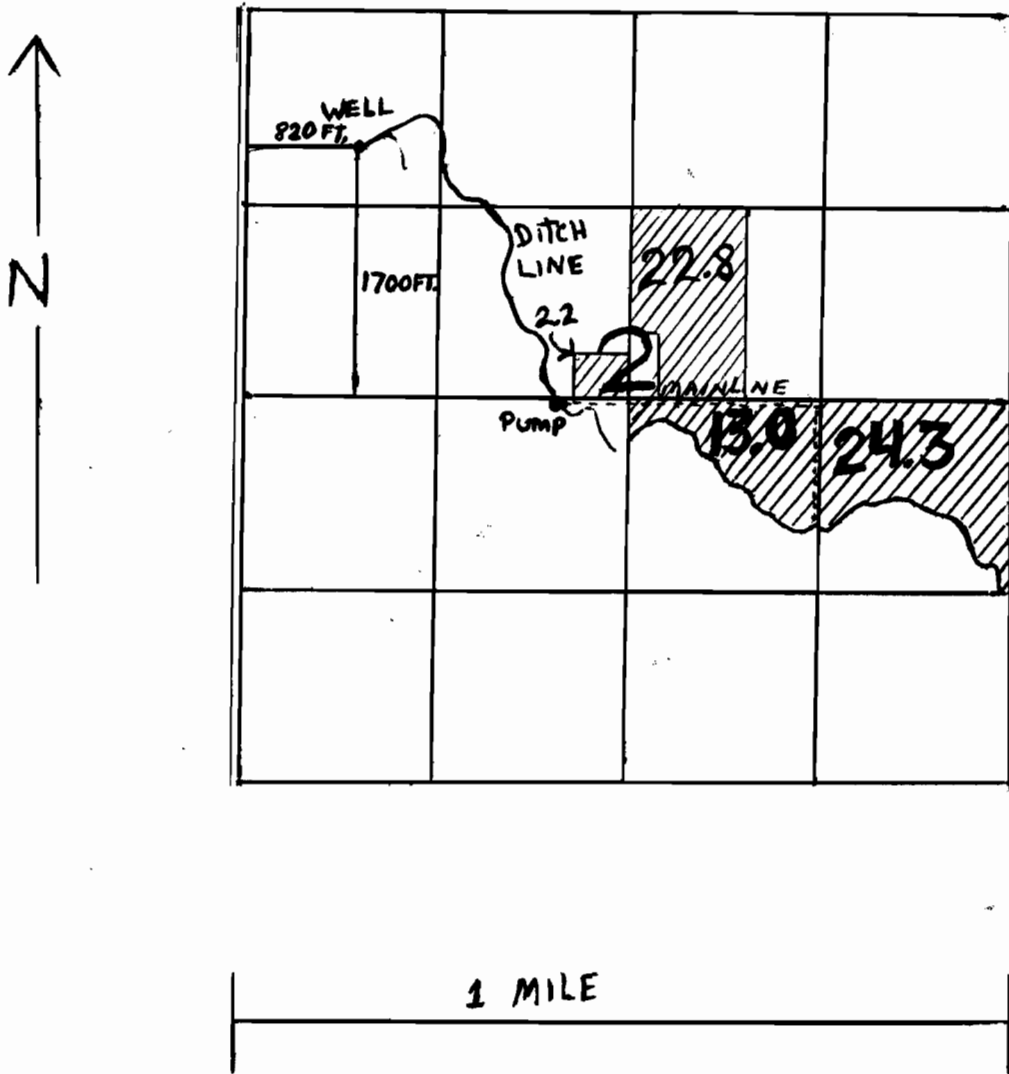 WELL
820 FT.
N
DITCH
LINE
1700 FT.
22.8
2.2
2
MAINLINE
PUMP
13.0
24.3
1 MILE